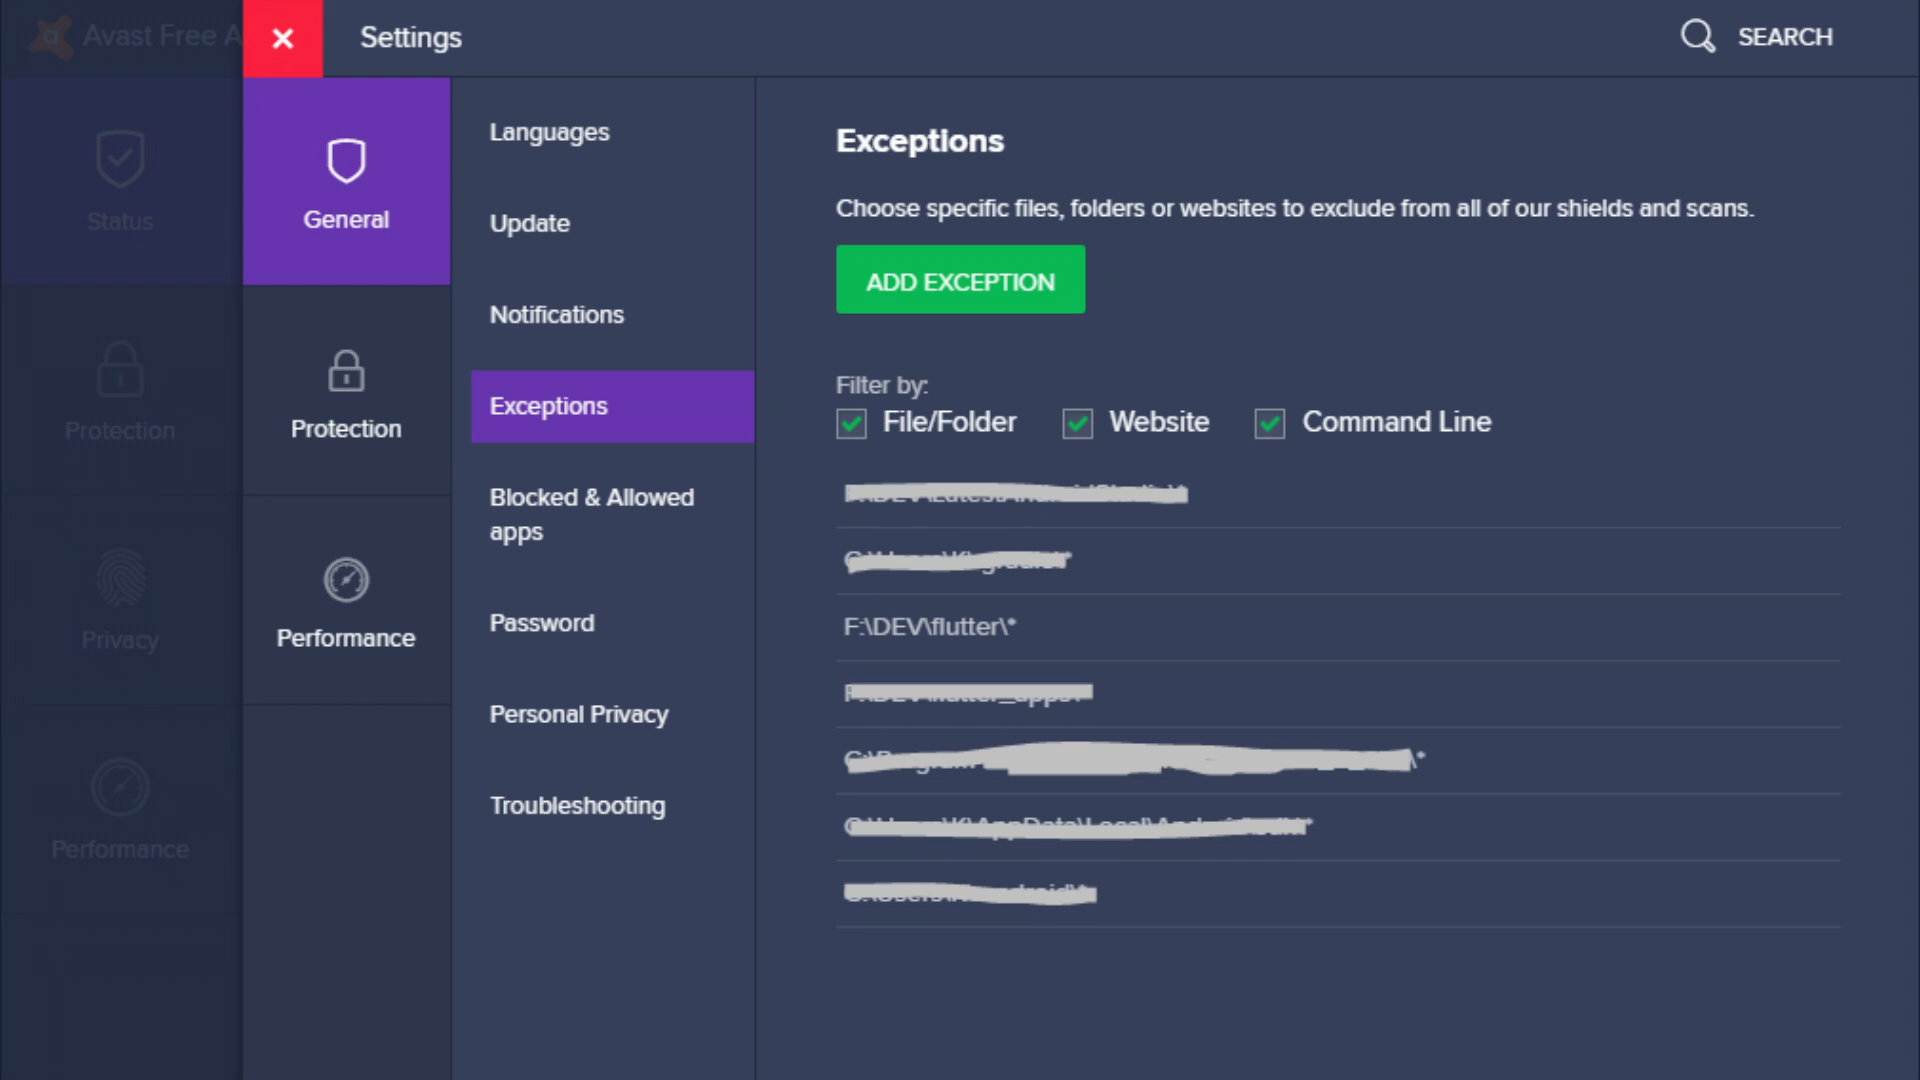 Avast Free A
Settings
SEARCH
Status
Protection
Privacy
Performance
General
Protection
Performance
Languages
Update
Notifications
Exceptions
Blocked & Allowed
apps
Password
Personal Privacy
Troubleshooting
Exceptions
Choose specific files, folders or websites to exclude from all of our shields and scans.
ADD EXCEPTION
Filter by:
File/Folder Website Command Line
F:\DEV\flutter\*